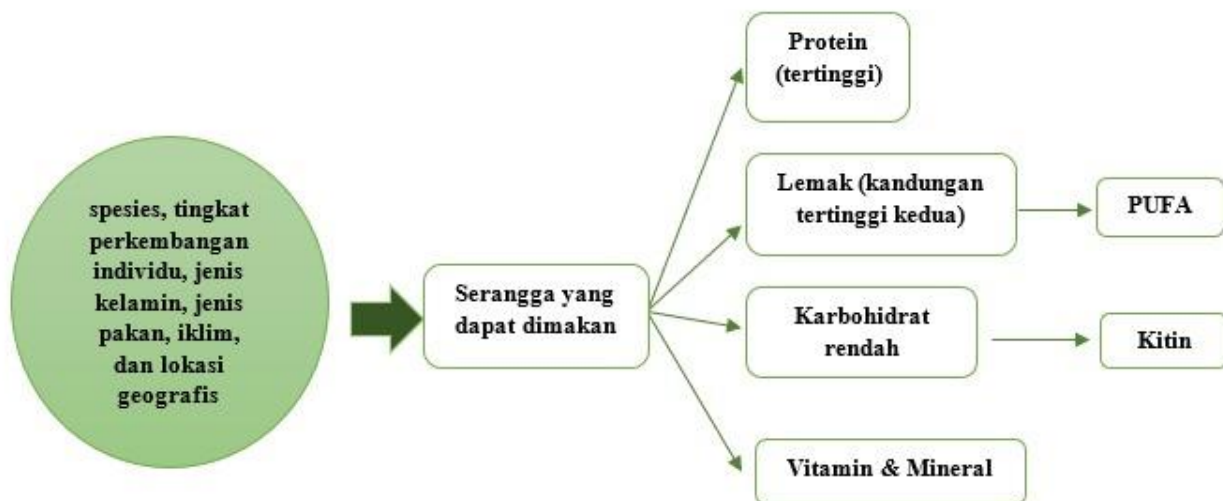 spesies, tingkat
perkembangan
individu, jenis
kelamin, jenis
pakan, iklim,
dan lokasi
geografis
Serangga yang
dapat dimakan
Protein
(tertinggi)
Lemak (kandungan
tertinggi kedua)
PUFA
Karbohidrat
rendah
Kitin
Vitamin & Mineral